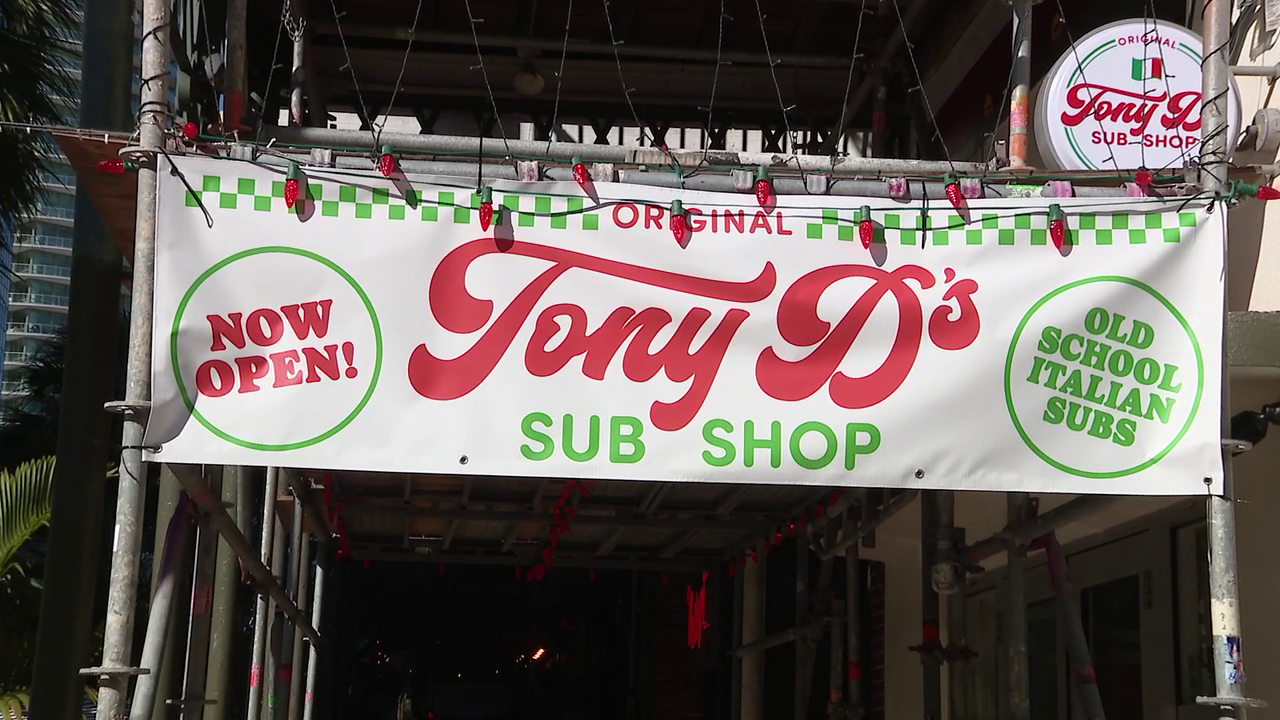 ORIGINAL
Tony D's
SUB SHOP
NOW
OPEN!
OLD
SCHOOL
ITALIAN
SUBS
ORIGINAL
Tony D
SUB SHOP